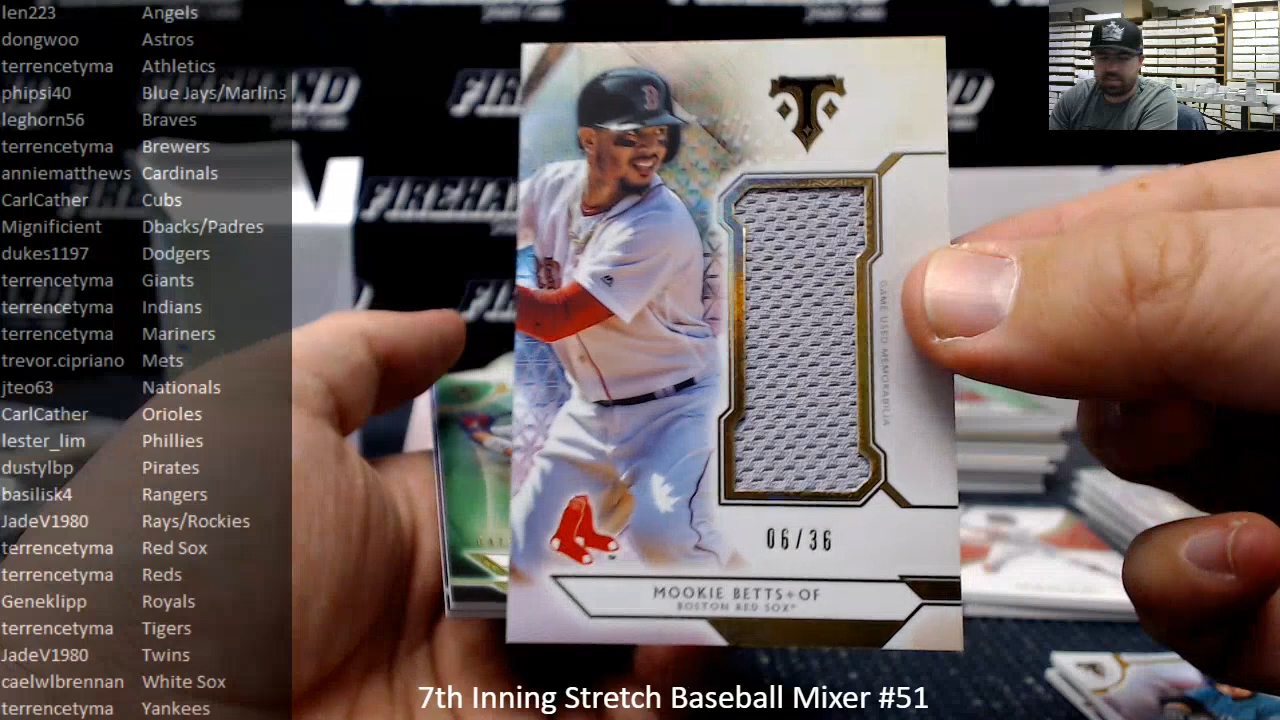 len223 Angels
dongwoo Astros
terrencetyma Athletics
phipsi40 Blue Jays/Marlins
leghorn56 Braves
terrencetyma Brewers
anniematthews Cardinals
CarlCather Cubs
Mignificient Dbacks/Padres
dukes1197 Dodgers
terrencetyma Giants
terrencetyma Indians
terrencetyma Mariners
trevor.cipriano Mets
jteo63 Nationals
CarlCather Orioles
lester_lim Phillies
dustylbp Pirates
basilisk4 Rangers
JadeV1980 Rays/Rockies
terrencetyma Red Sox
terrencetyma Reds
Geneklipp Royals
terrencetyma Tigers
JadeV1980 Twins
caelwlbrennan White Sox
terrencetyma Yankees
FIREHAND
B
T
GAME USED MEMORABILIA
06/36
MOOKIE BETTS OF
BOSTON RED SOX
7th Inning Stretch Baseball Mixer #51